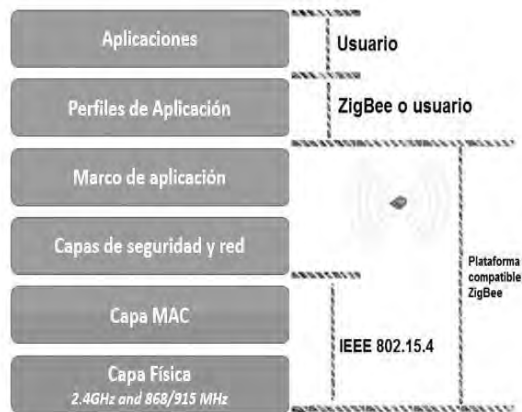 Aplicaciones
Usuario
Perfiles de Aplicación
ZigBee o usuario
Marco de aplicación
Capas de seguridad y red
Plataforma
compatible
ZigBee
Capa MAC
IEEE 802.15.4
Capa Física
2.4GHz and 868/915 MHz